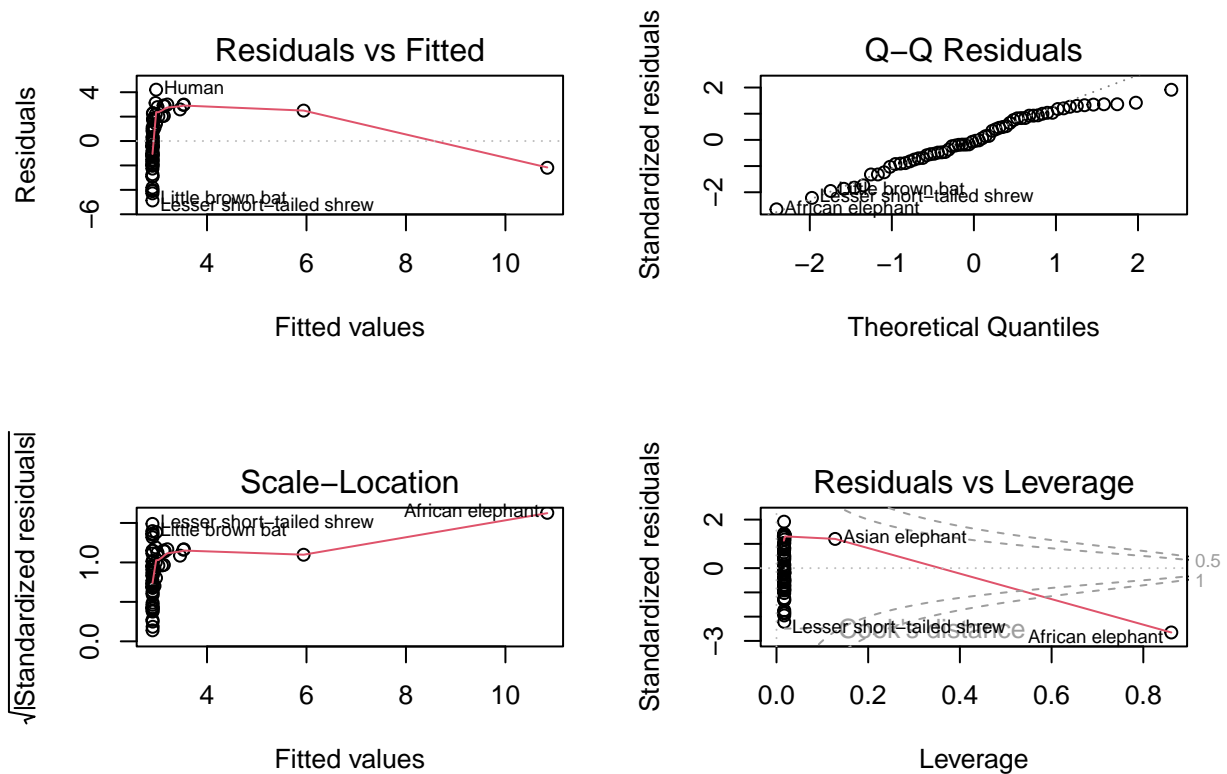 Residuals vs Fitted
Residuals
4
0
−6
Human
Little brown bat
Lesser short−tailed shrew
4 6 8 10
Fitted values
Q−Q Residuals
Standardized residuals
2
0
−2
Little brown bat
Lesser short−tailed shrew
African elephant
−2 −1 0 1 2
Theoretical Quantiles
Scale−Location
√|Standardized residuals|
1.0
0.0
African elephant
Lesser short−tailed shrew
Little brown bat
4 6 8 10
Fitted values
Residuals vs Leverage
Standardized residuals
2
0
−3
Asian elephant
0.5
1
Lesser short−tailed shrew
Cook's distance
African elephant
0.0 0.2 0.4 0.6 0.8
Leverage